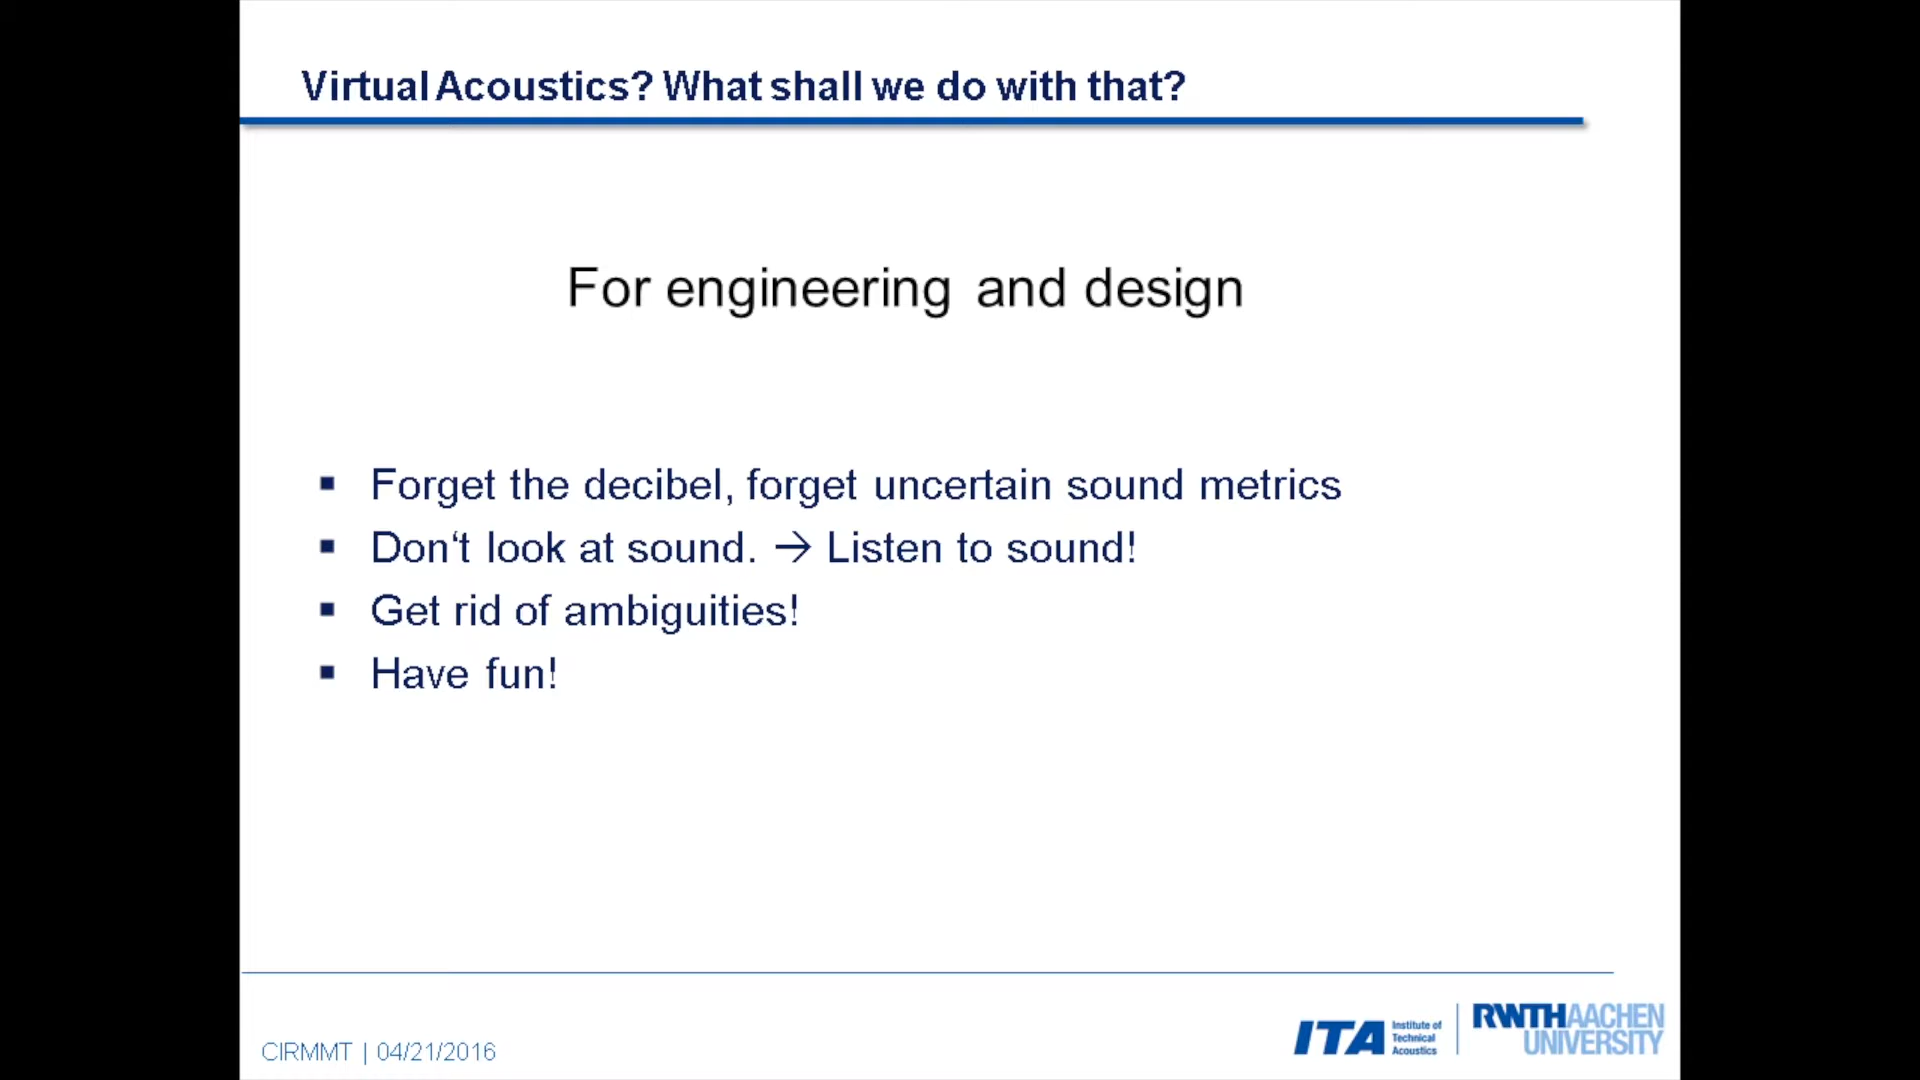 Virtual Acoustics? What shall we do with that?
For engineering and design
▪ Forget the decibel, forget uncertain sound metrics
▪ Don‘t look at sound. → Listen to sound!
▪ Get rid of ambiguities!
▪ Have fun!
CIRMMT | 04/21/2016
ITA
Institute of
Technical
Acoustics
RWTHAACHEN
UNIVERSITY